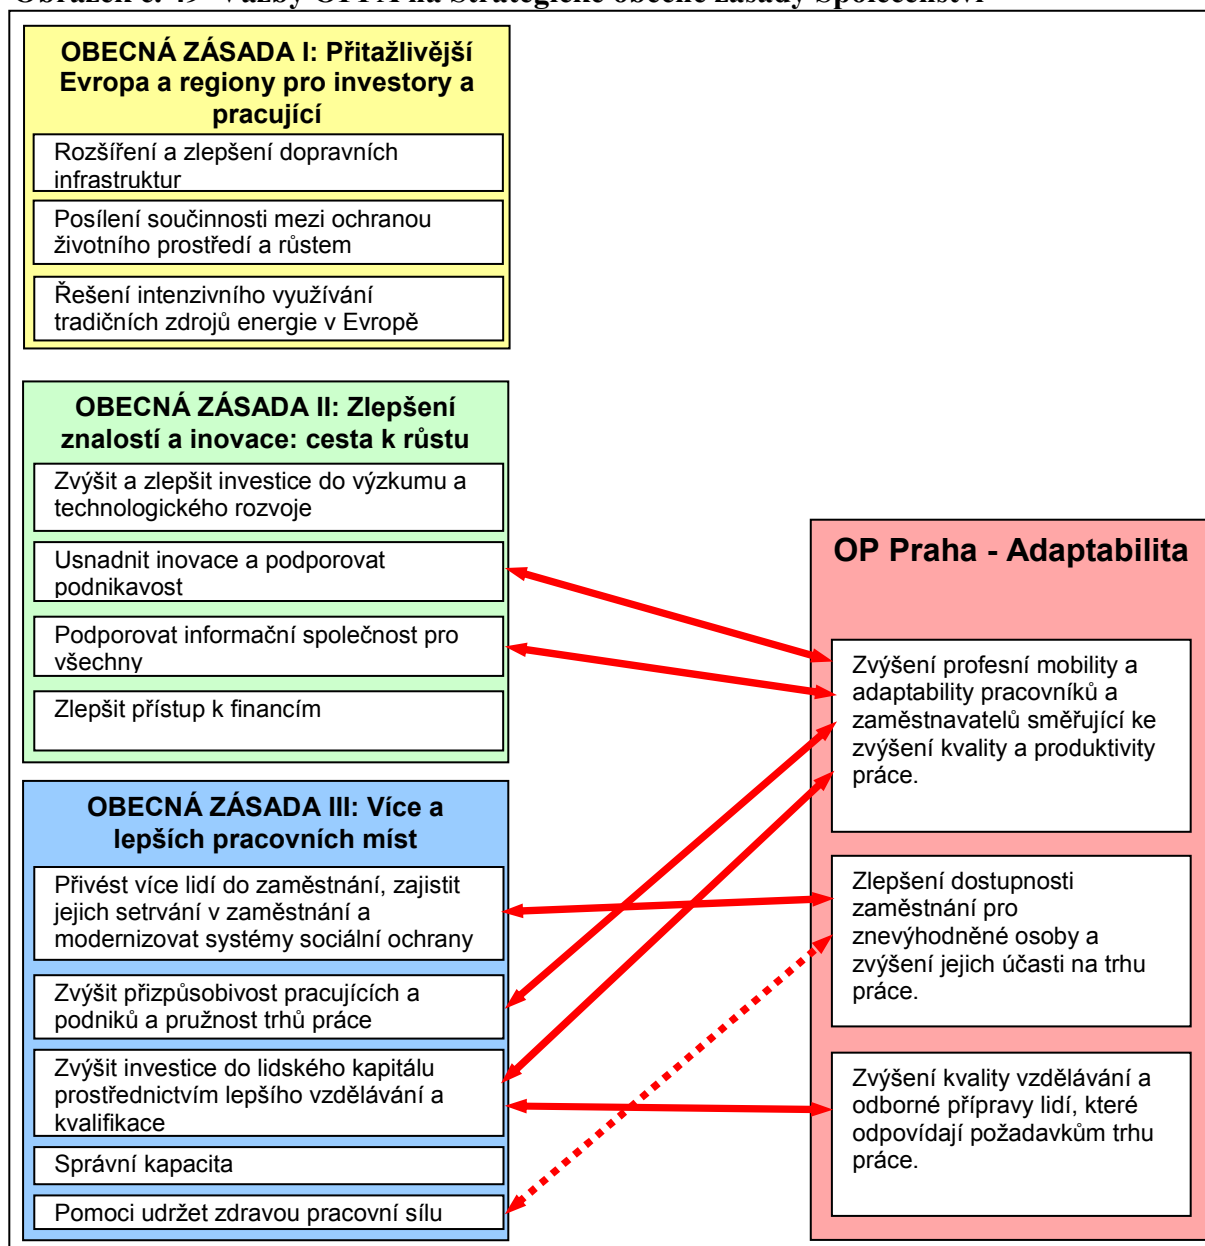 OBECNÁ ZÁSADA I: Přitažlivější
Evropa a regiony pro investory a
pracující
Rozšíření a zlepšení dopravních
infrastruktur
Posílení součinnosti mezi ochranou
životního prostředí a růstem
Řešení intenzivního využívání
tradičních zdrojů energie v Evropě
OBECNÁ ZÁSADA II: Zlepšení
znalostí a inovace: cesta k růstu
Zvýšit a zlepšit investice do výzkumu a
technologického rozvoje
Usnadnit inovace a podporovat
podnikavost
Podporovat informační společnost pro
všechny
Zlepšit přístup k financím
OBECNÁ ZÁSADA III: Více a
lepších pracovních míst
Přivést více lidí do zaměstnání, zajistit
jejich setrvání v zaměstnání a
modernizovat systémy sociální ochrany
Zvýšit přizpůsobivost pracujících a
podniků a pružnost trhů práce
Zvýšit investice do lidského kapitálu
prostřednictvím lepšího vzdělávání a
kvalifikace
Správní kapacita
Pomoci udržet zdravou pracovní sílu
OP Praha - Adaptabilita
Zvýšení profesní mobility a
adaptability pracovníků a
zaměstnavatelů směřující ke
zvýšení kvality a produktivity
práce.
Zlepšení dostupnosti
zaměstnání pro
znevýhodněné osoby a
zvýšení jejich účasti na trhu
práce.
Zvýšení kvality vzdělávání a
odborné přípravy lidí, které
odpovídají požadavkům trhu
práce.